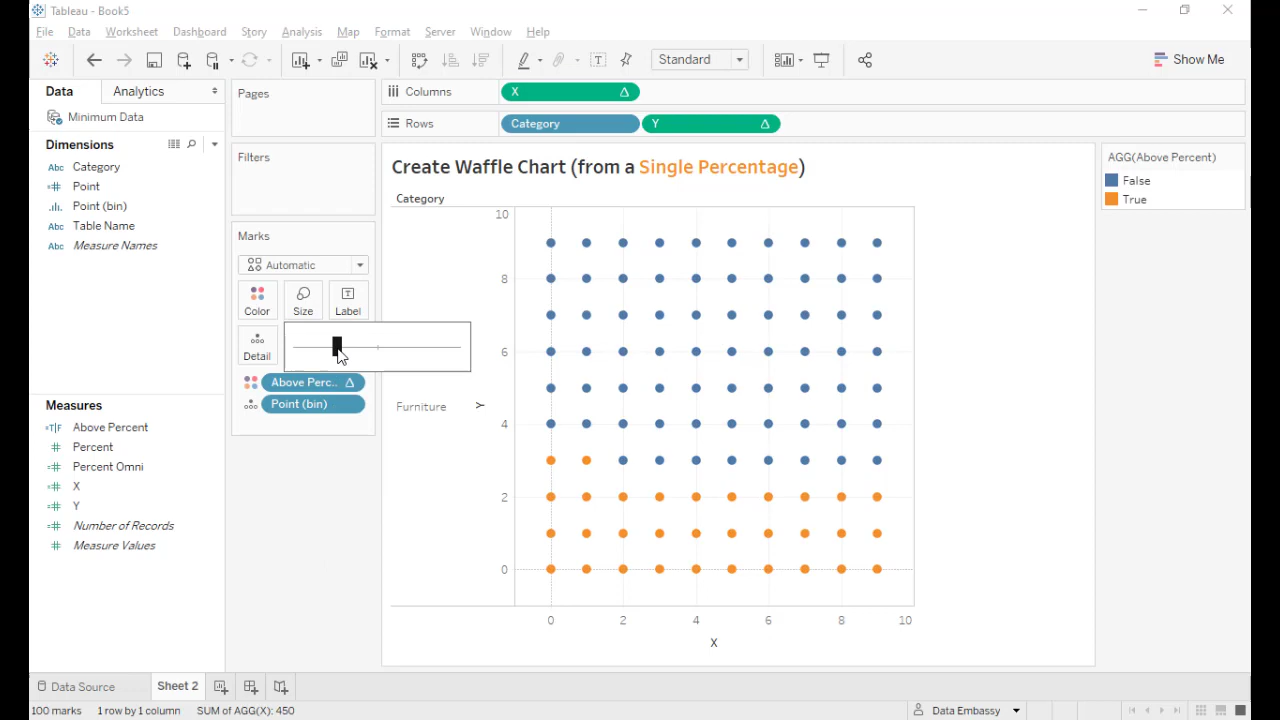 Tableau - Book5
File Data Worksheet Dashboard Story Analysis Map Format Server Window Help
Standard
Show Me
Data Analytics
Minimum Data
Dimensions
Abc Category
Point
Point (bin)
Abc Table Name
Abc Measure Names
Measures
Above Percent
Percent
Percent Omni
X
Y
Number of Records
Measure Values
Pages
Filters
Marks
Automatic
Color Size Label
Detail
Above Perc..
Point (bin)
Columns X
Rows Category Y
Create Waffle Chart (from a Single Percentage)
Category
Furniture
Y
10
8
6
4
2
0
0 2 4 6 8 10
X
AGG(Above Percent)
False
True
Data Source Sheet 2
100 marks 1 row by 1 column SUM of AGG(X): 450 Data Embassy